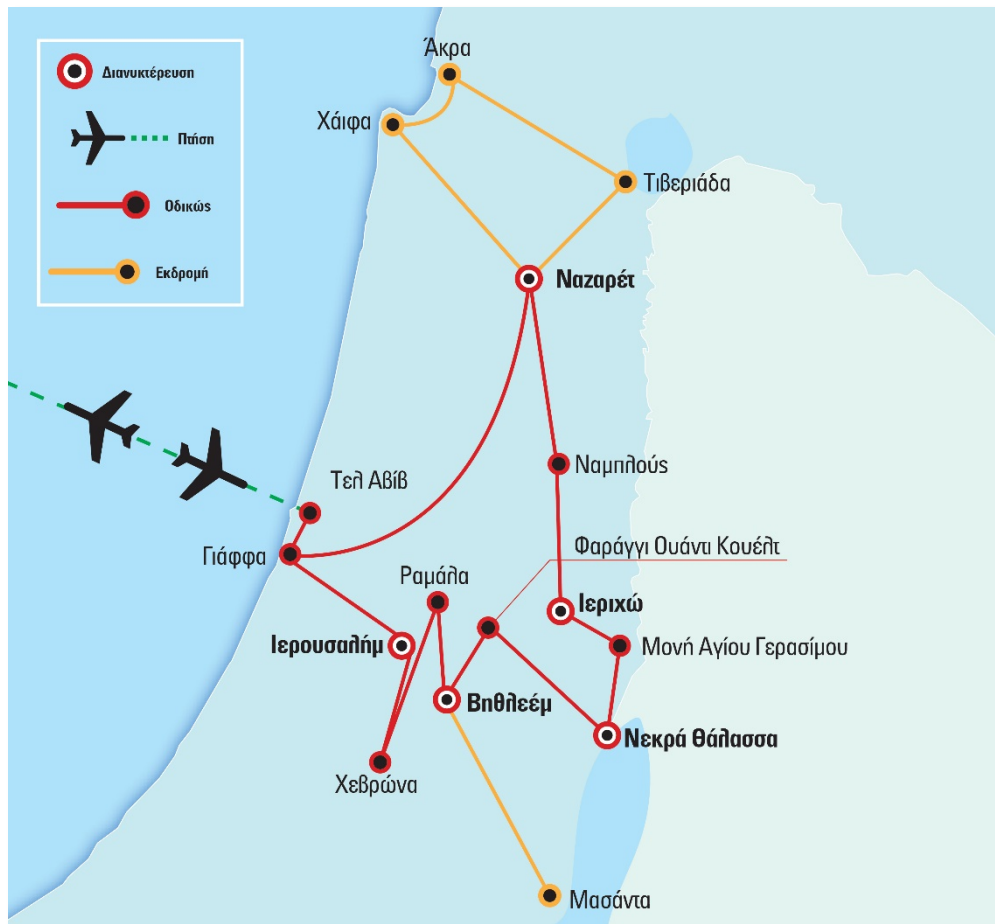 Διανυκτέρευση
Πτήση
Οδικώς
Εκδρομή
Άκρα
Χάιφα
Τιβεριάδα
Ναζαρέτ
Ναμπλούς
Τελ Αβίβ
Γιάφφα
Φαράγγι Ουάντι Κουέλτ
Ραμάλα
Ιεριχώ
Ιερουσαλήμ
Μονή Αγίου Γερασίμου
Βηθλεέμ
Νεκρά Θάλασσα
Χεβρώνα
Μασάντα